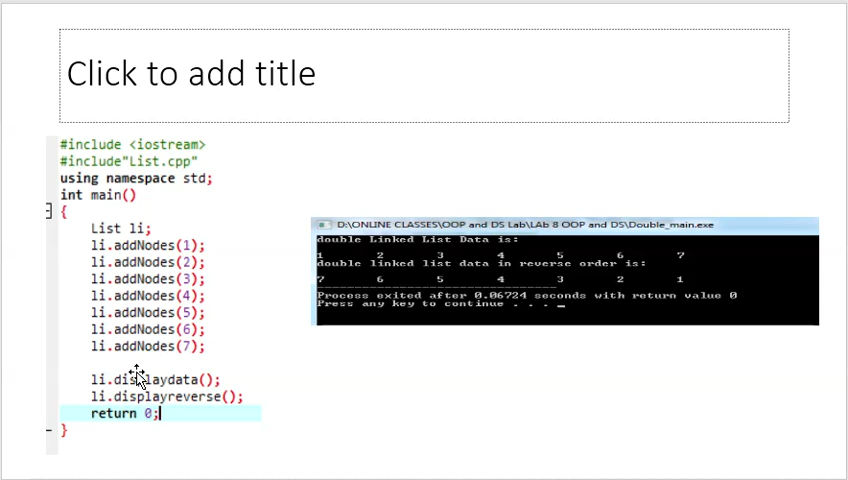 Click to add title
#include <iostream>
#include"List.cpp"
using namespace std;
int main()
{
List li;
li.addNodes(1);
li.addNodes(2);
li.addNodes(3);
li.addNodes(4);
li.addNodes(5);
li.addNodes(6);
li.addNodes(7);
li.displaydata();
li.displayreverse();
return 0;
}
D:\ONLINE CLASSES\OOP and DS Lab\LAb 8 OOP and DS\Double_main.exe
double Linked List Data is:
1 2 3 4 5 6 7
double linked list data in reverse order is:
7 6 5 4 3 2 1
--------------------------------
Process exited after 0.06724 seconds with return value 0
Press any key to continue . . . _